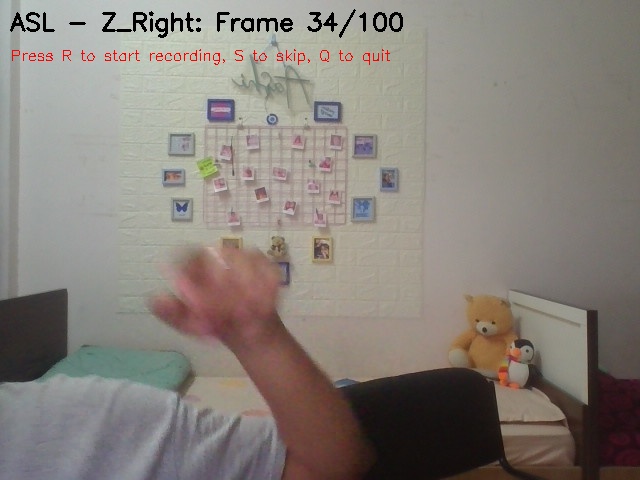 ASL - Z_Right: Frame 34/100
Press R to start recording, S to skip, Q to quit